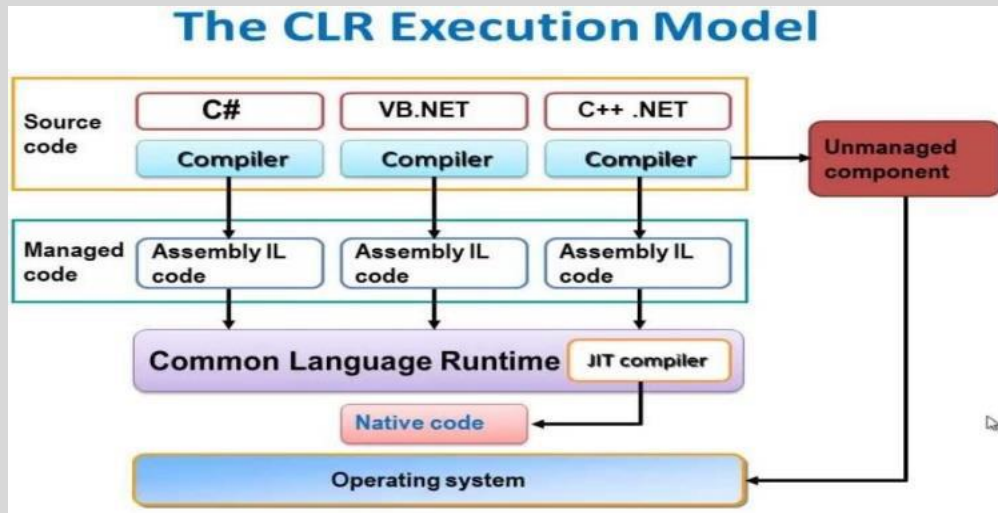 The CLR Execution Model
Source
code
C#
VB.NET
C++ .NET
Compiler
Compiler
Compiler
Unmanaged
component
Managed
code
Assembly IL
code
Assembly IL
code
Assembly IL
code
Common Language Runtime
JIT compiler
Native code
Operating system